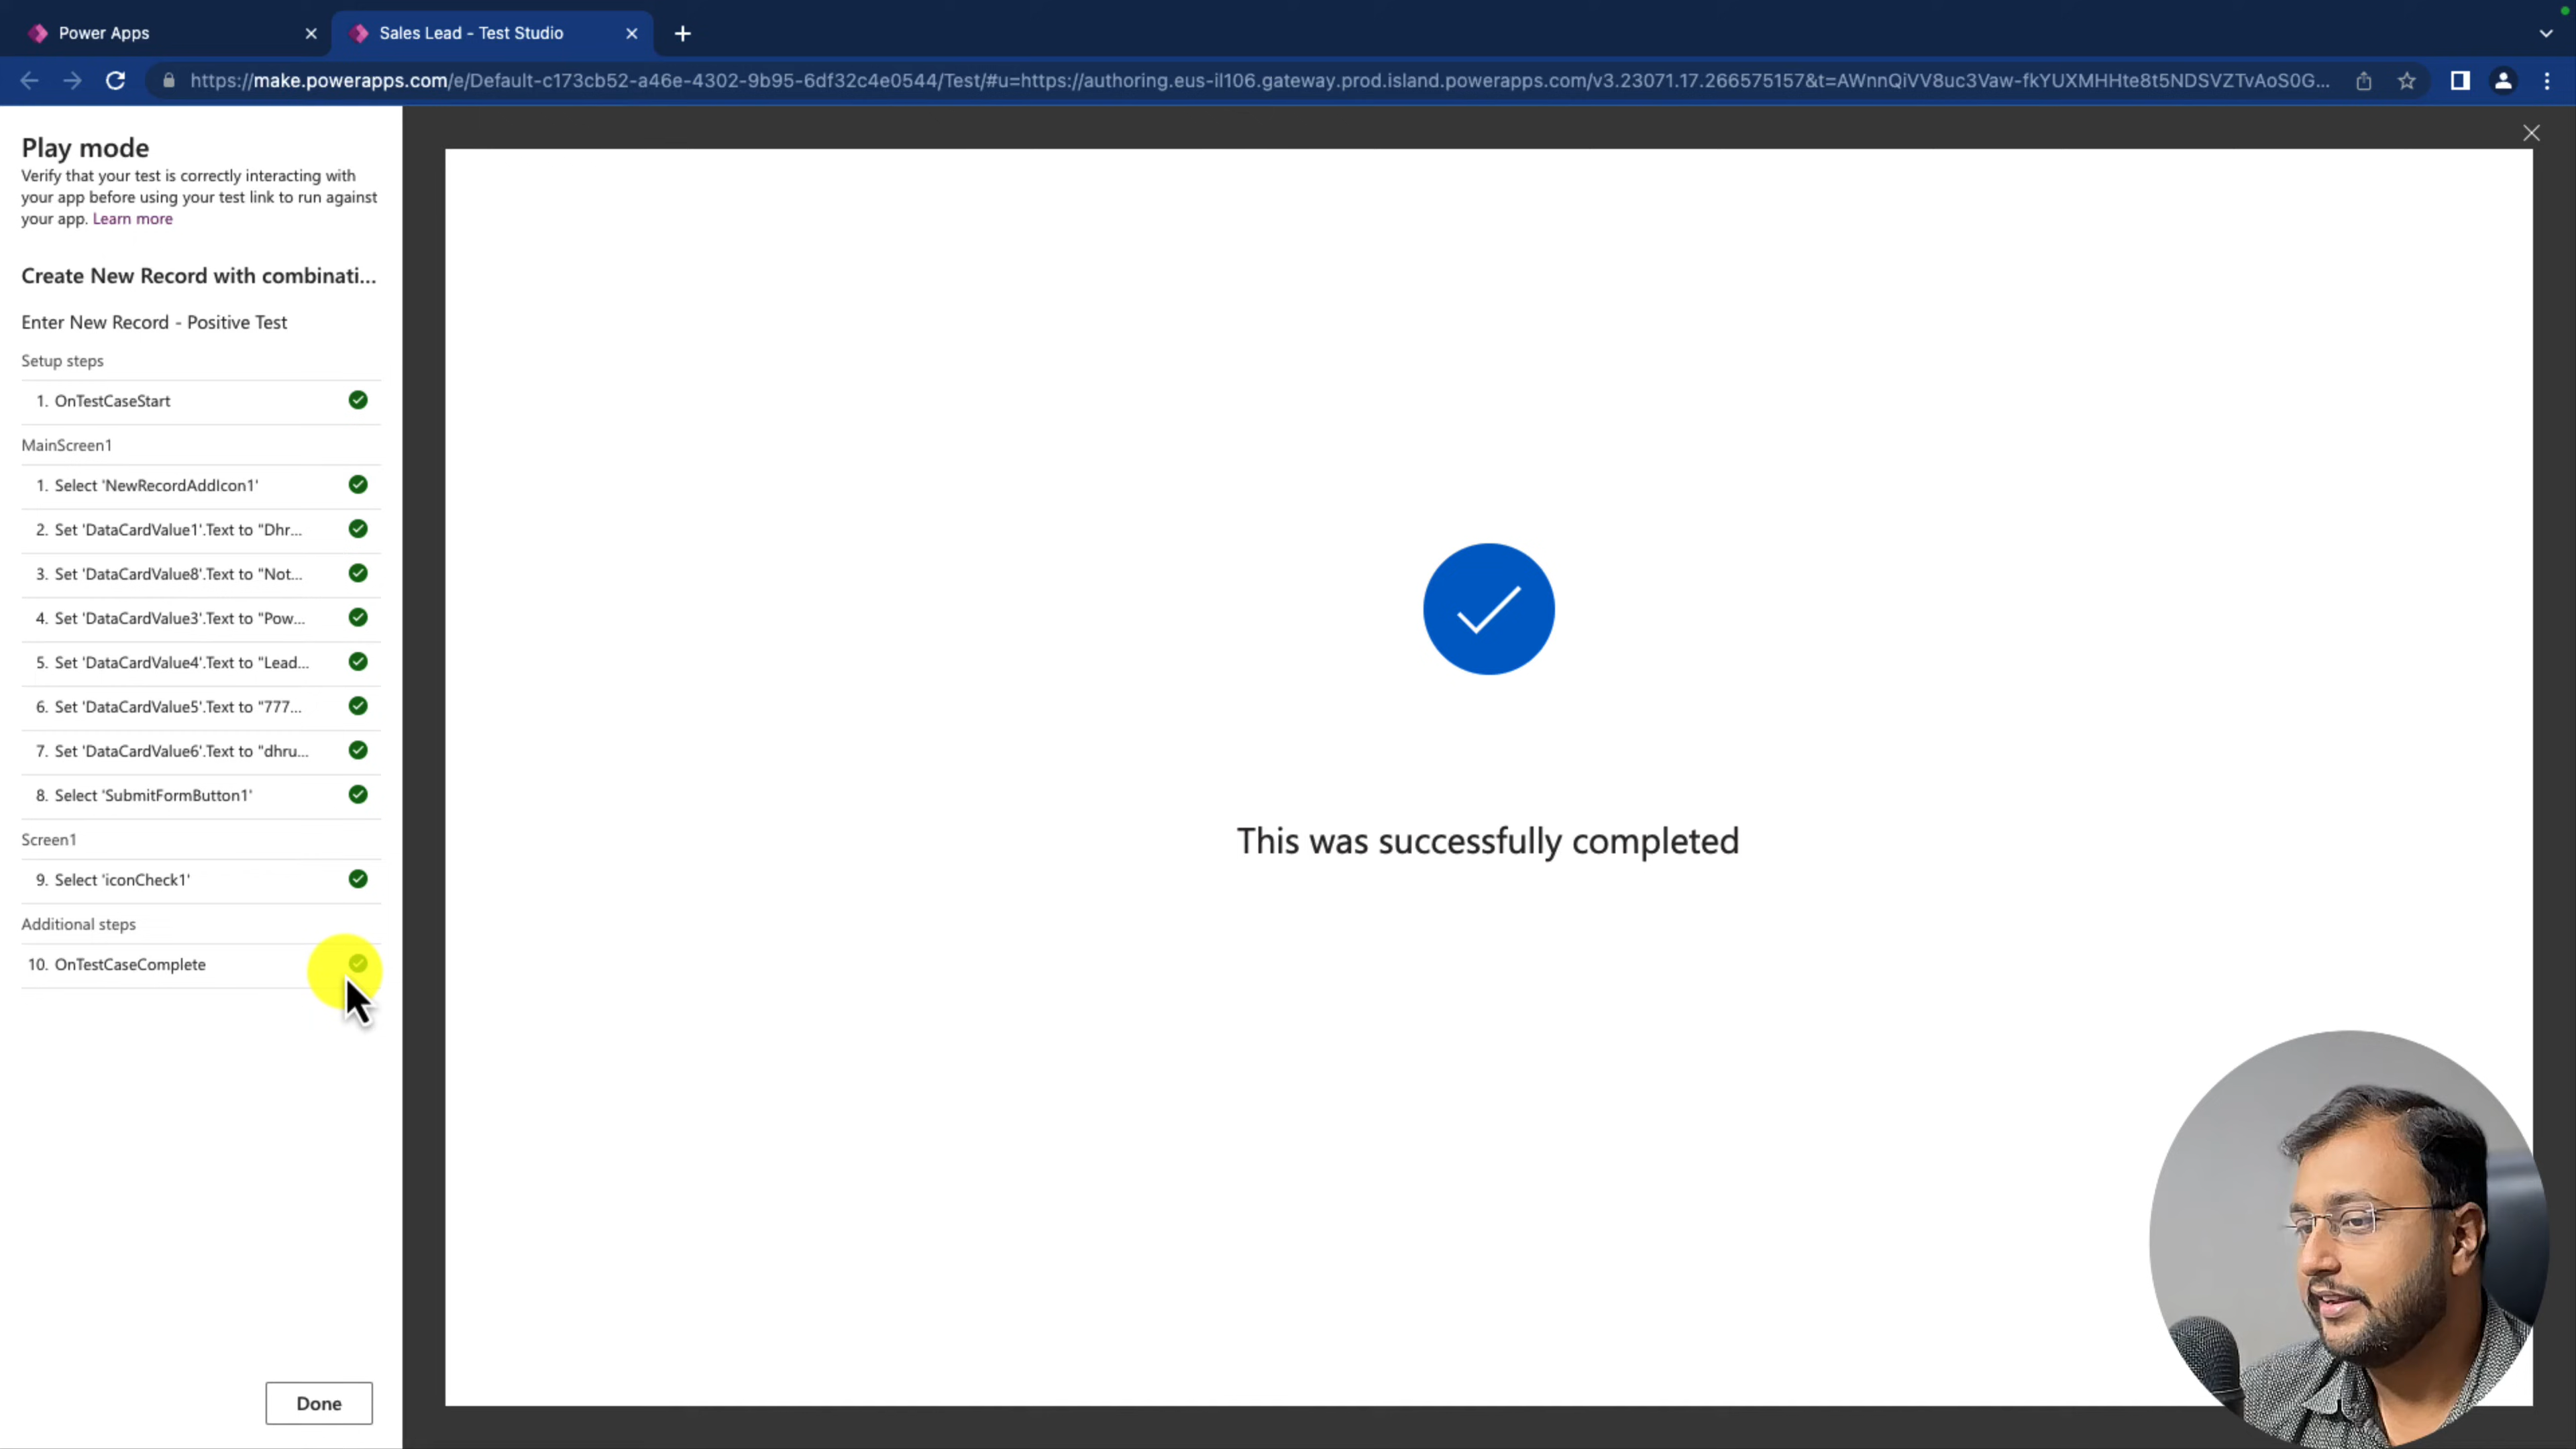 Power Apps
Sales Lead - Test Studio
https://make.powerapps.com/e/Default-c173cb52-a46e-4302-9b95-6df32c4e0544/Test/#u=https://authoring.eus-il106.gateway.prod.island.powerapps.com/v3.23071.17.266575157&t=AWnnQiVV8uc3Vaw-fkYUXMHHte8t5NDSVZTvAoS0G...
Play mode
Verify that your test is correctly interacting with
your app before using your test link to run against
your app. Learn more
Create New Record with combinati...
Enter New Record - Positive Test
Setup steps
1. OnTestCaseStart
MainScreen1
1. Select 'NewRecordAddIcon1'
2. Set 'DataCardValue1'.Text to "Dhr...
3. Set 'DataCardValue8'.Text to "Not...
4. Set 'DataCardValue3'.Text to "Pow...
5. Set 'DataCardValue4'.Text to "Lead...
6. Set 'DataCardValue5'.Text to "777...
7. Set 'DataCardValue6'.Text to "dhru...
8. Select 'SubmitFormButton1'
Screen1
9. Select 'iconCheck1'
Additional steps
10. OnTestCaseComplete
Done
This was successfully completed